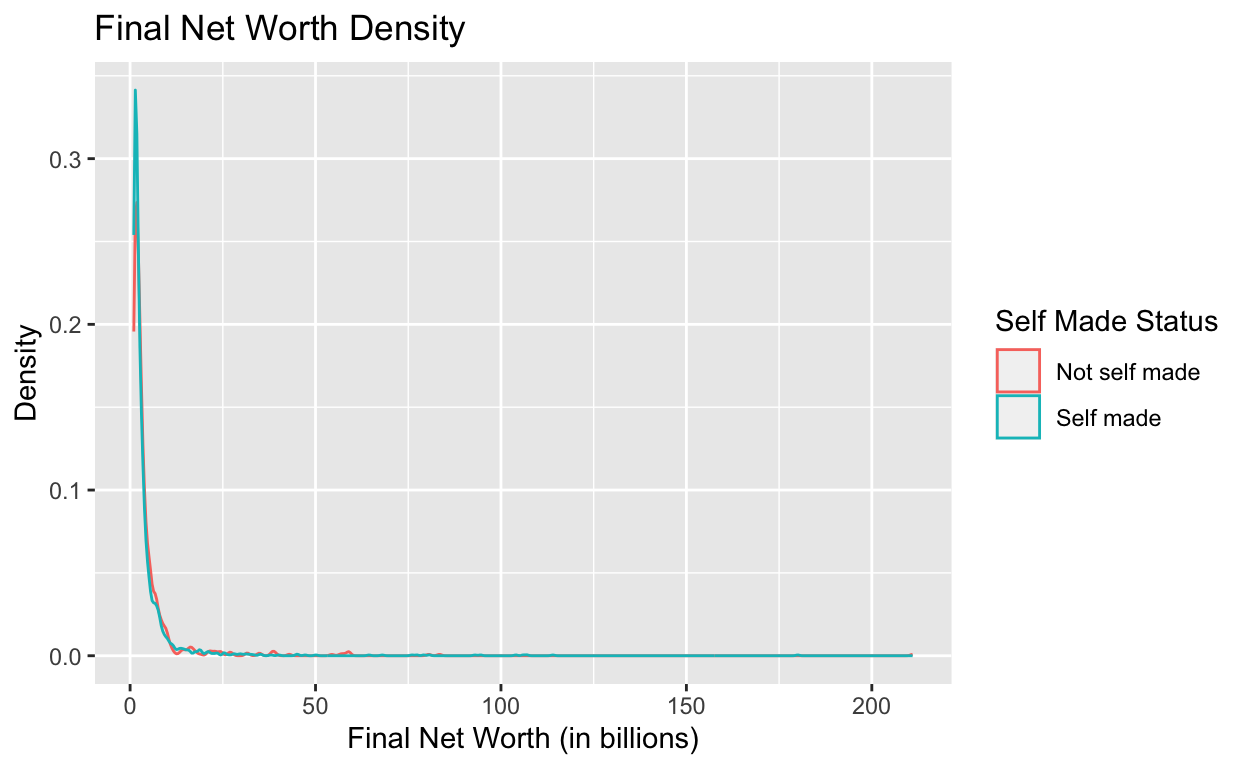 Final Net Worth Density
0.3
0.2
0.1
0.0
Density
0 50 100 150 200
Final Net Worth (in billions)
Self Made Status
Not self made
Self made